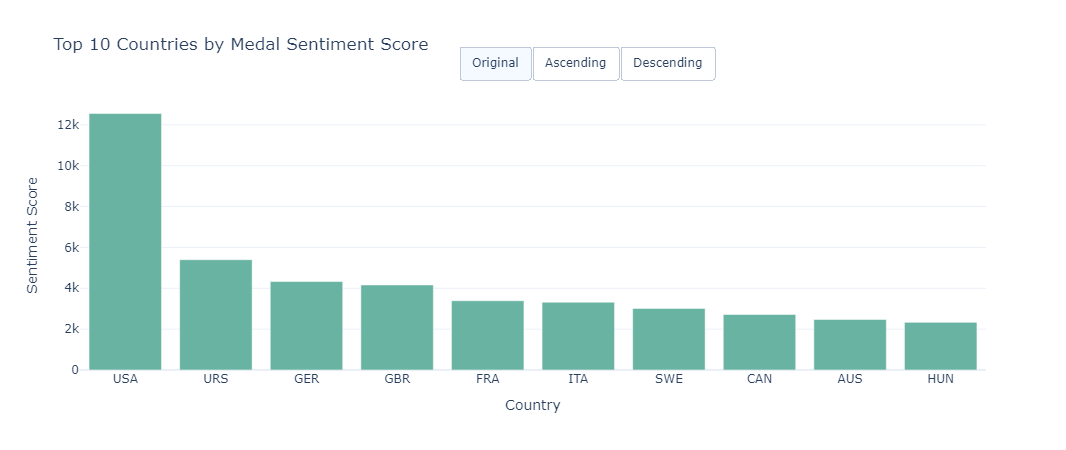 Top 10 Countries by Medal Sentiment Score
Original Ascending Descending
12k
10k
8k
6k
4k
2k
0
Sentiment Score
USA URS GER GBR FRA ITA SWE CAN AUS HUN
Country